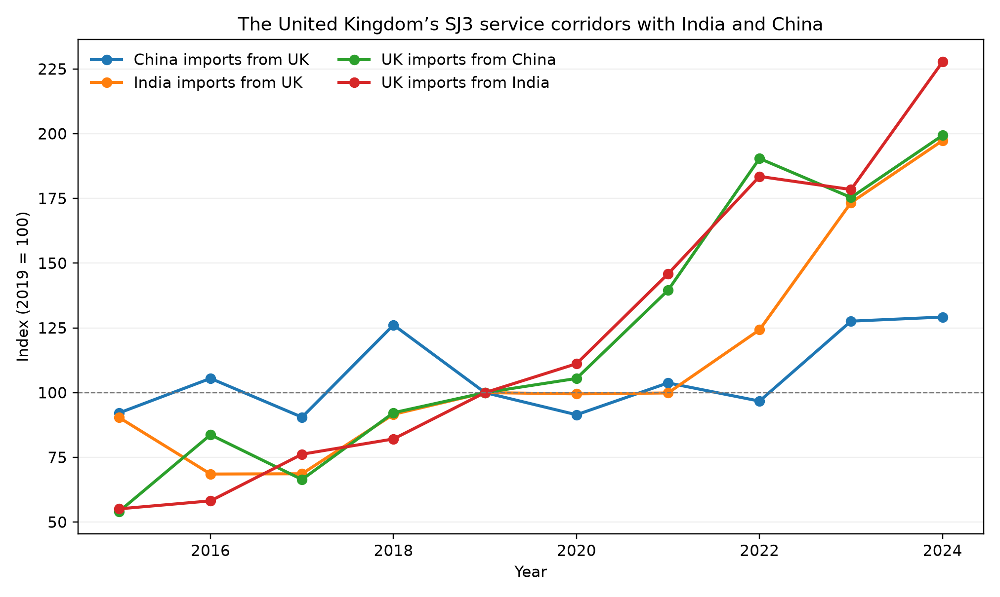 The United Kingdom’s SJ3 service corridors with India and China
China imports from UK
India imports from UK
UK imports from China
UK imports from India
Index (2019 = 100)
225
200
175
150
125
100
75
50
2016
2018
2020
2022
2024
Year